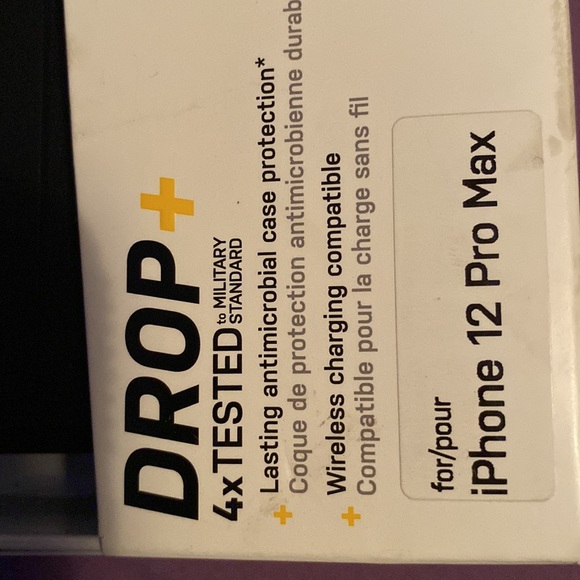 DROP+
4xTESTED to MILITARY
STANDARD
+ Lasting antimicrobial case protection*
Coque de protection antimicrobienne
+ Wireless charging compatible
Compatible pour la charge sans fil
for/pour
iPhone 12 Pro Max